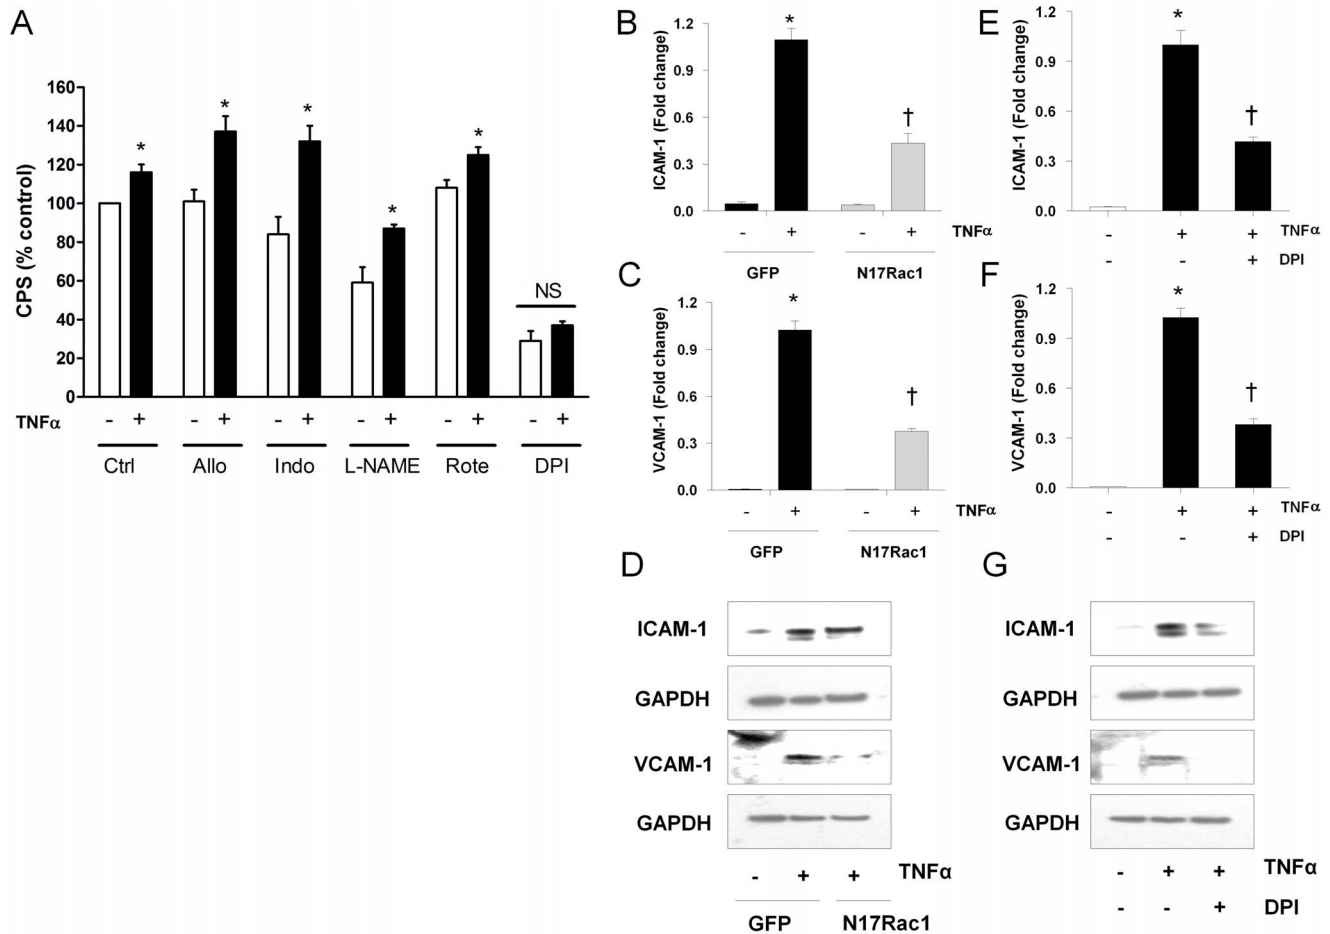 A
160
140
120
100
80
60
40
20
0
CPS (% control)
* * * * *
NS
TNFα - + - + - + - + - + - +
Ctrl Allo Indo L-NAME Rote DPI
B
1.2
0.9
0.6
0.3
0.0
ICAM-1 (Fold change)
*
†
- + - + TNFα
GFP N17Rac1
C
1.2
0.9
0.6
0.3
0.0
VCAM-1 (Fold change)
*
†
- + - + TNFα
GFP N17Rac1
D
ICAM-1
GAPDH
VCAM-1
GAPDH
- + + TNFα
GFP N17Rac1
E
1.2
0.9
0.6
0.3
0.0
ICAM-1 (Fold change)
*
†
- + + TNFα
- - + DPI
F
1.2
0.9
0.6
0.3
0.0
VCAM-1 (Fold change)
*
†
- + + TNFα
- - + DPI
G
ICAM-1
GAPDH
VCAM-1
GAPDH
- + + TNFα
- - + DPI